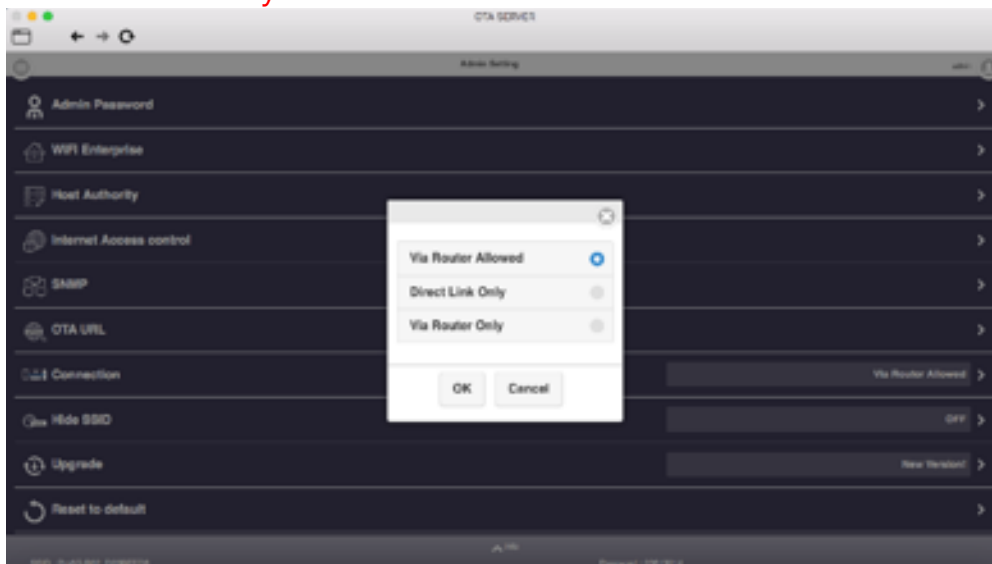 OTA SERVER
Admin Setting
Admin Password
WIFI Enterprise
Host Authority
Internet Access control
SNMP
OTA URL
Connection
Via Router Allowed
Hide SSID
OFF
Upgrade
New Version!
Reset to default
Via Router Allowed
Direct Link Only
Via Router Only
OK
Cancel